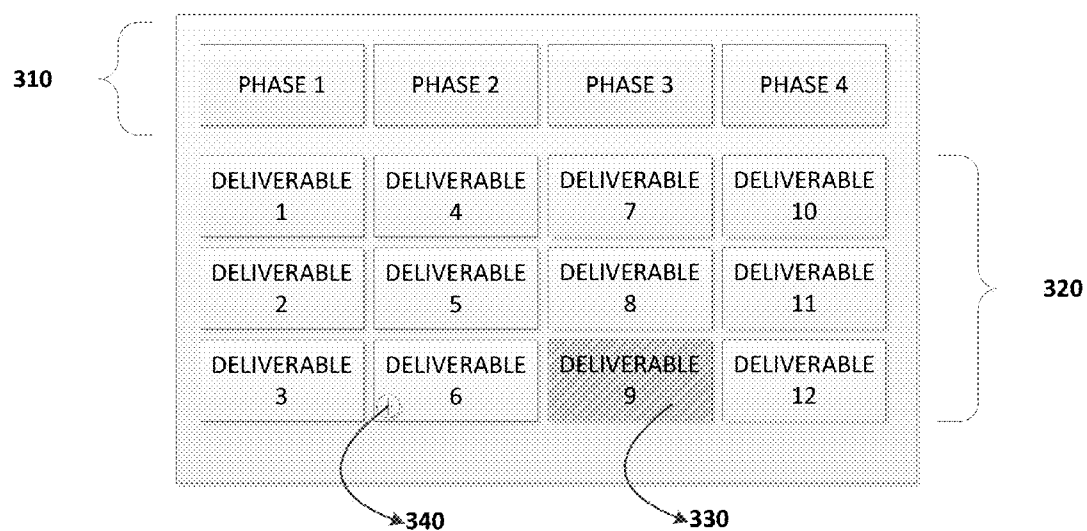 310
PHASE 1
PHASE 2
PHASE 3
PHASE 4
DELIVERABLE
1
DELIVERABLE
4
DELIVERABLE
7
DELIVERABLE
10
320
DELIVERABLE
2
DELIVERABLE
5
DELIVERABLE
8
DELIVERABLE
11
DELIVERABLE
3
DELIVERABLE
6
DELIVERABLE
9
DELIVERABLE
12
340
330